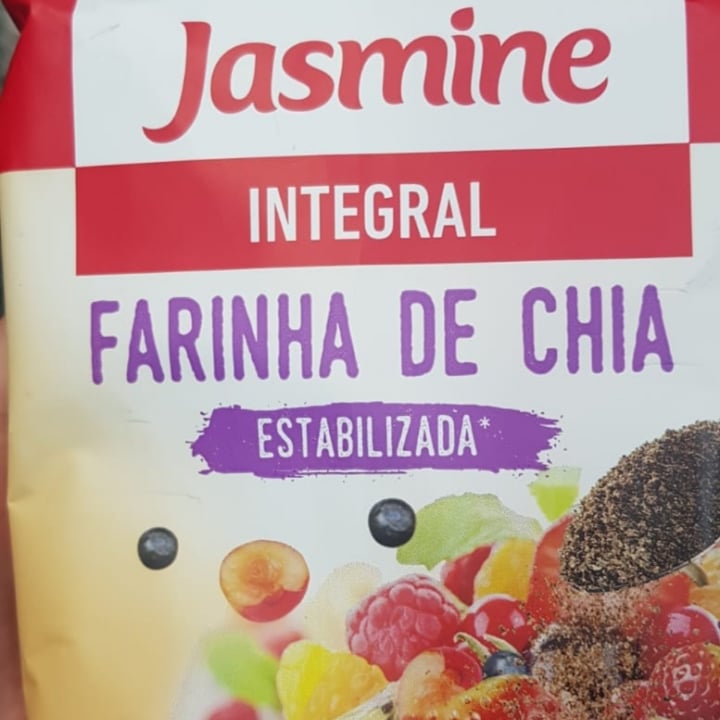 Jasmine
INTEGRAL
FARINHA DE CHIA
ESTABILIZADA*